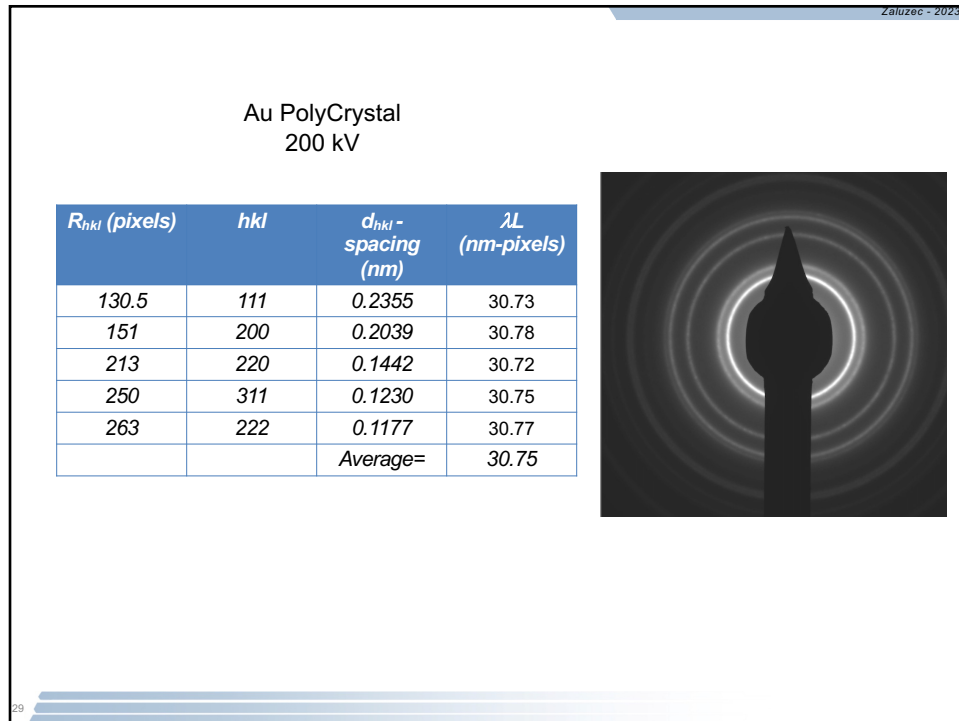 Zaluzec - 2023
Au PolyCrystal
200 kV
Rhkl (pixels) hkl dhkl - spacing (nm) λL (nm-pixels)
130.5 111 0.2355 30.73
151 200 0.2039 30.78
213 220 0.1442 30.72
250 311 0.1230 30.75
263 222 0.1177 30.77
Average= 30.75
29